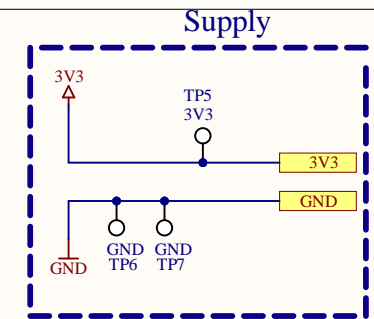 Supply
3V3
TP5
3V3
3V3
GND
GND GND
TP6 TP7
GND